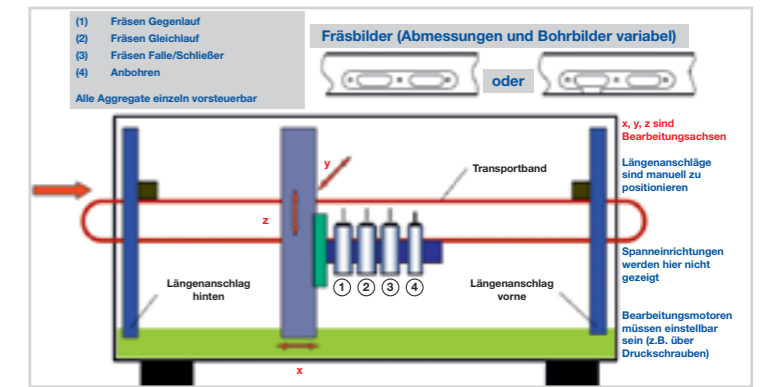 (1) Fräsen Gegenlauf
(2) Fräsen Gleichlauf
(3) Fräsen Falle/Schließer
(4) Anbohren
Alle Aggregate einzeln vorsteuerbar
Fräsbilder (Abmessungen und Bohrbilder variabel)
oder
x, y, z sind
Bearbeitungsachsen
Längenanschläge
sind manuell zu
positionieren
y
Transportband
z
Spanneinrichtungen
werden hier nicht
gezeigt
Längenanschlag
hinten
1 2 3 4
Längenanschlag
vorne
Bearbeitungsmotoren
müssen einstellbar
sein (z.B. über
Druckschrauben)
x